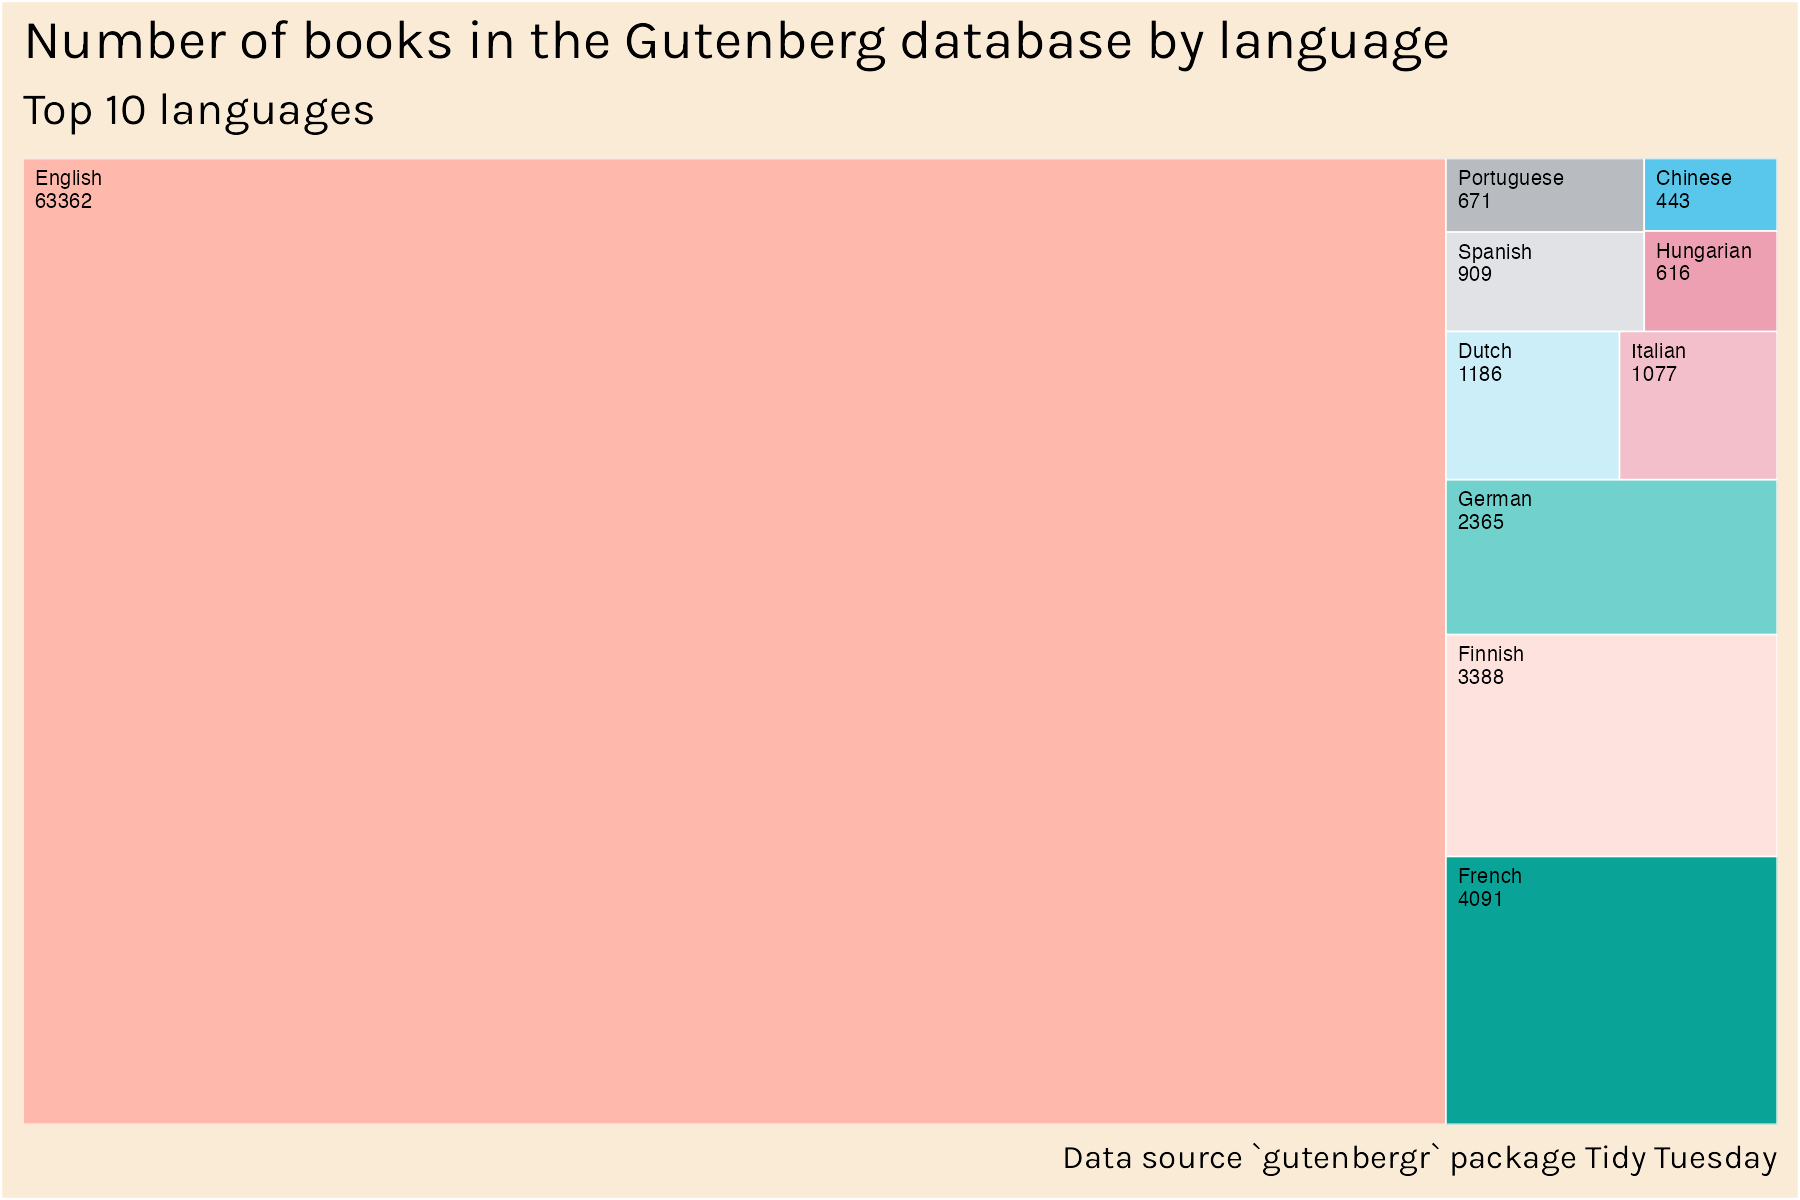 Number of books in the Gutenberg database by language
Top 10 languages
English
63362
Portuguese
671
Chinese
443
Spanish
909
Hungarian
616
Dutch
1186
Italian
1077
German
2365
Finnish
3388
French
4091
Data source `gutenbergr` package Tidy Tuesday